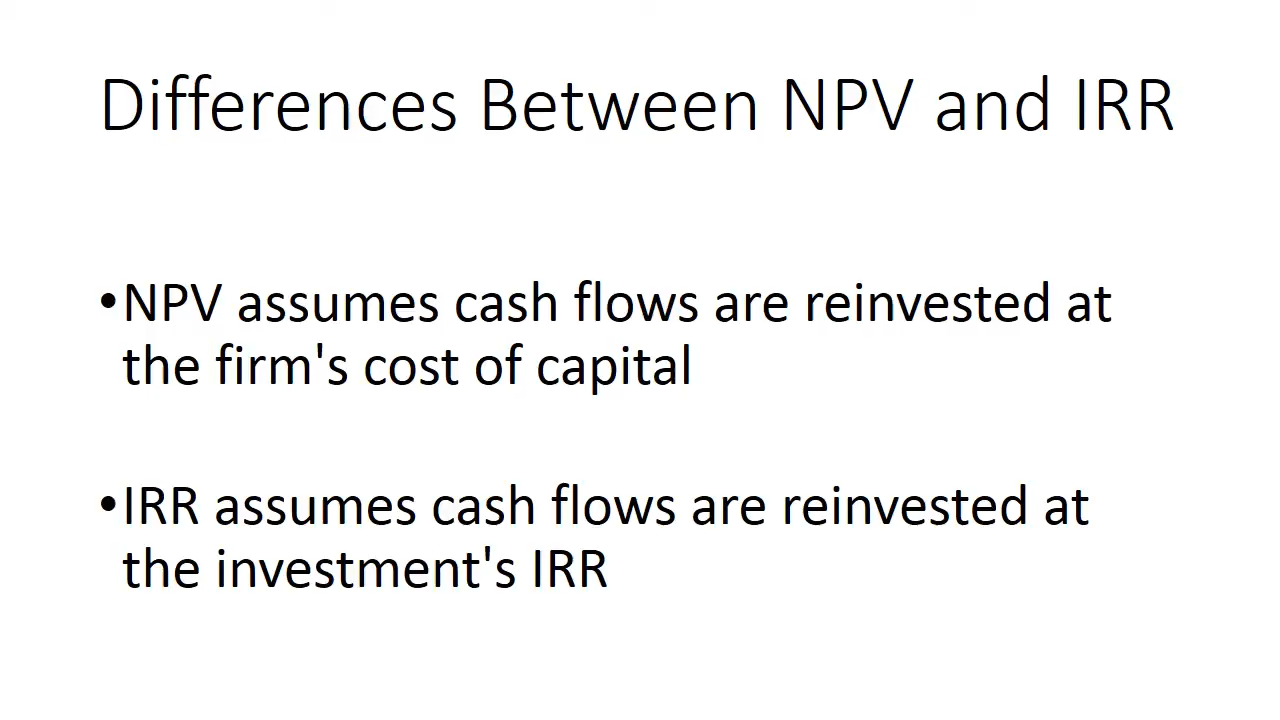 Differences Between NPV and IRR
•NPV assumes cash flows are reinvested at
the firm's cost of capital
•IRR assumes cash flows are reinvested at
the investment's IRR